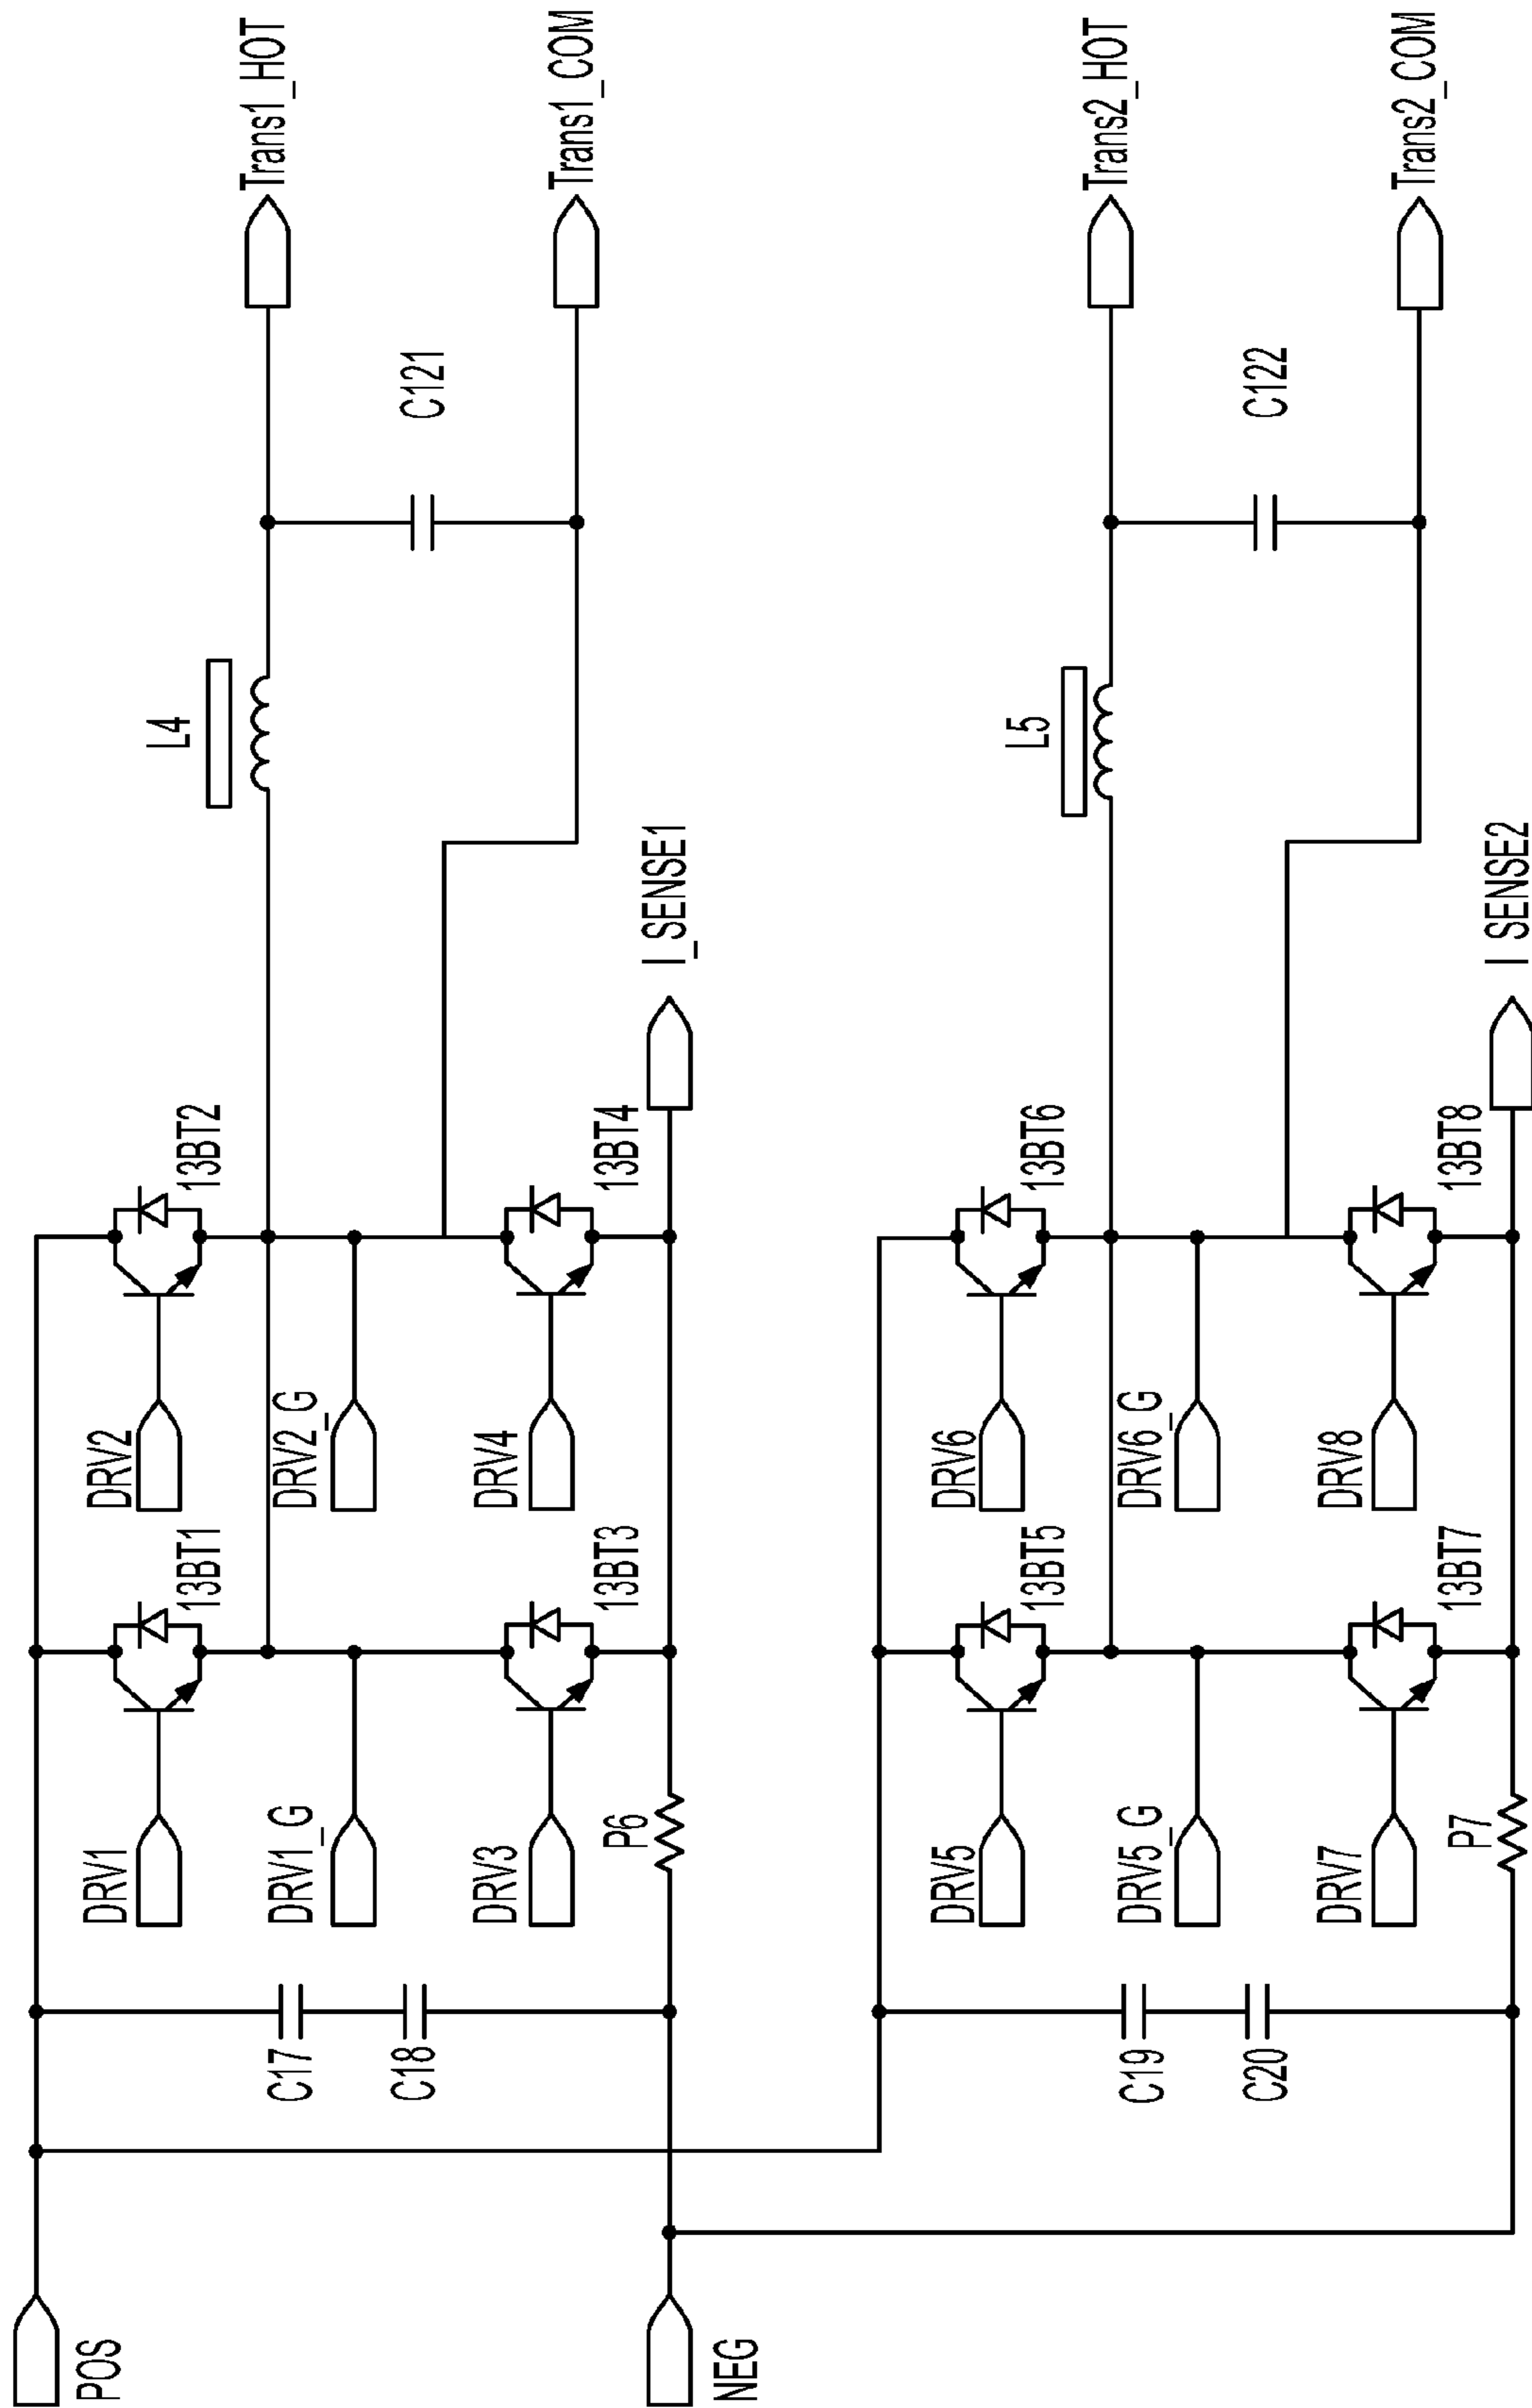 POS
NEG
C17
C18
DRV1
DRV1_G
DRV3
P6
13BT1
13BT3
DRV2
DRV2_G
DRV4
13BT2
13BT4
I_SENSE1
L4
C121
Trans1_HOT
Trans1_COM
C19
C20
DRV5
DRV5_G
DRV7
P7
13BT5
13BT7
DRV6
DRV6_G
DRV8
13BT6
13BT8
I_SENSE2
L5
C122
Trans2_HOT
Trans2_COM